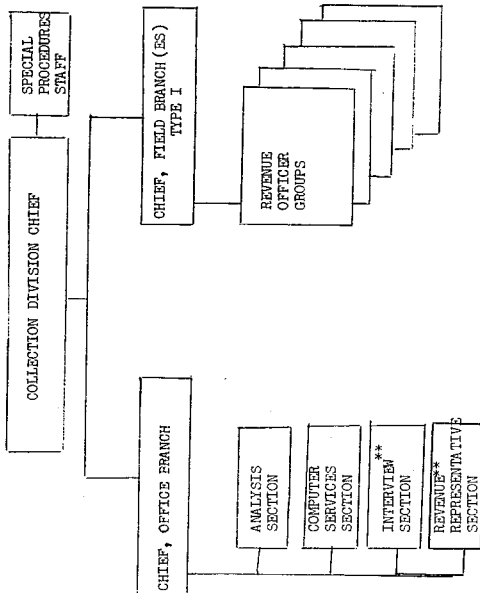 COLLECTION DIVISION CHIEF
SPECIAL
PROCEDURES
STAFF
CHIEF, OFFICE BRANCH
CHIEF, FIELD BRANCH(ES)
TYPE I
ANALYSIS
SECTION
COMPUTER
SERVICES
SECTION
INTERVIEW**
SECTION
REVENUE**
REPRESENTATIVE
SECTION
REVENUE
OFFICER
GROUPS